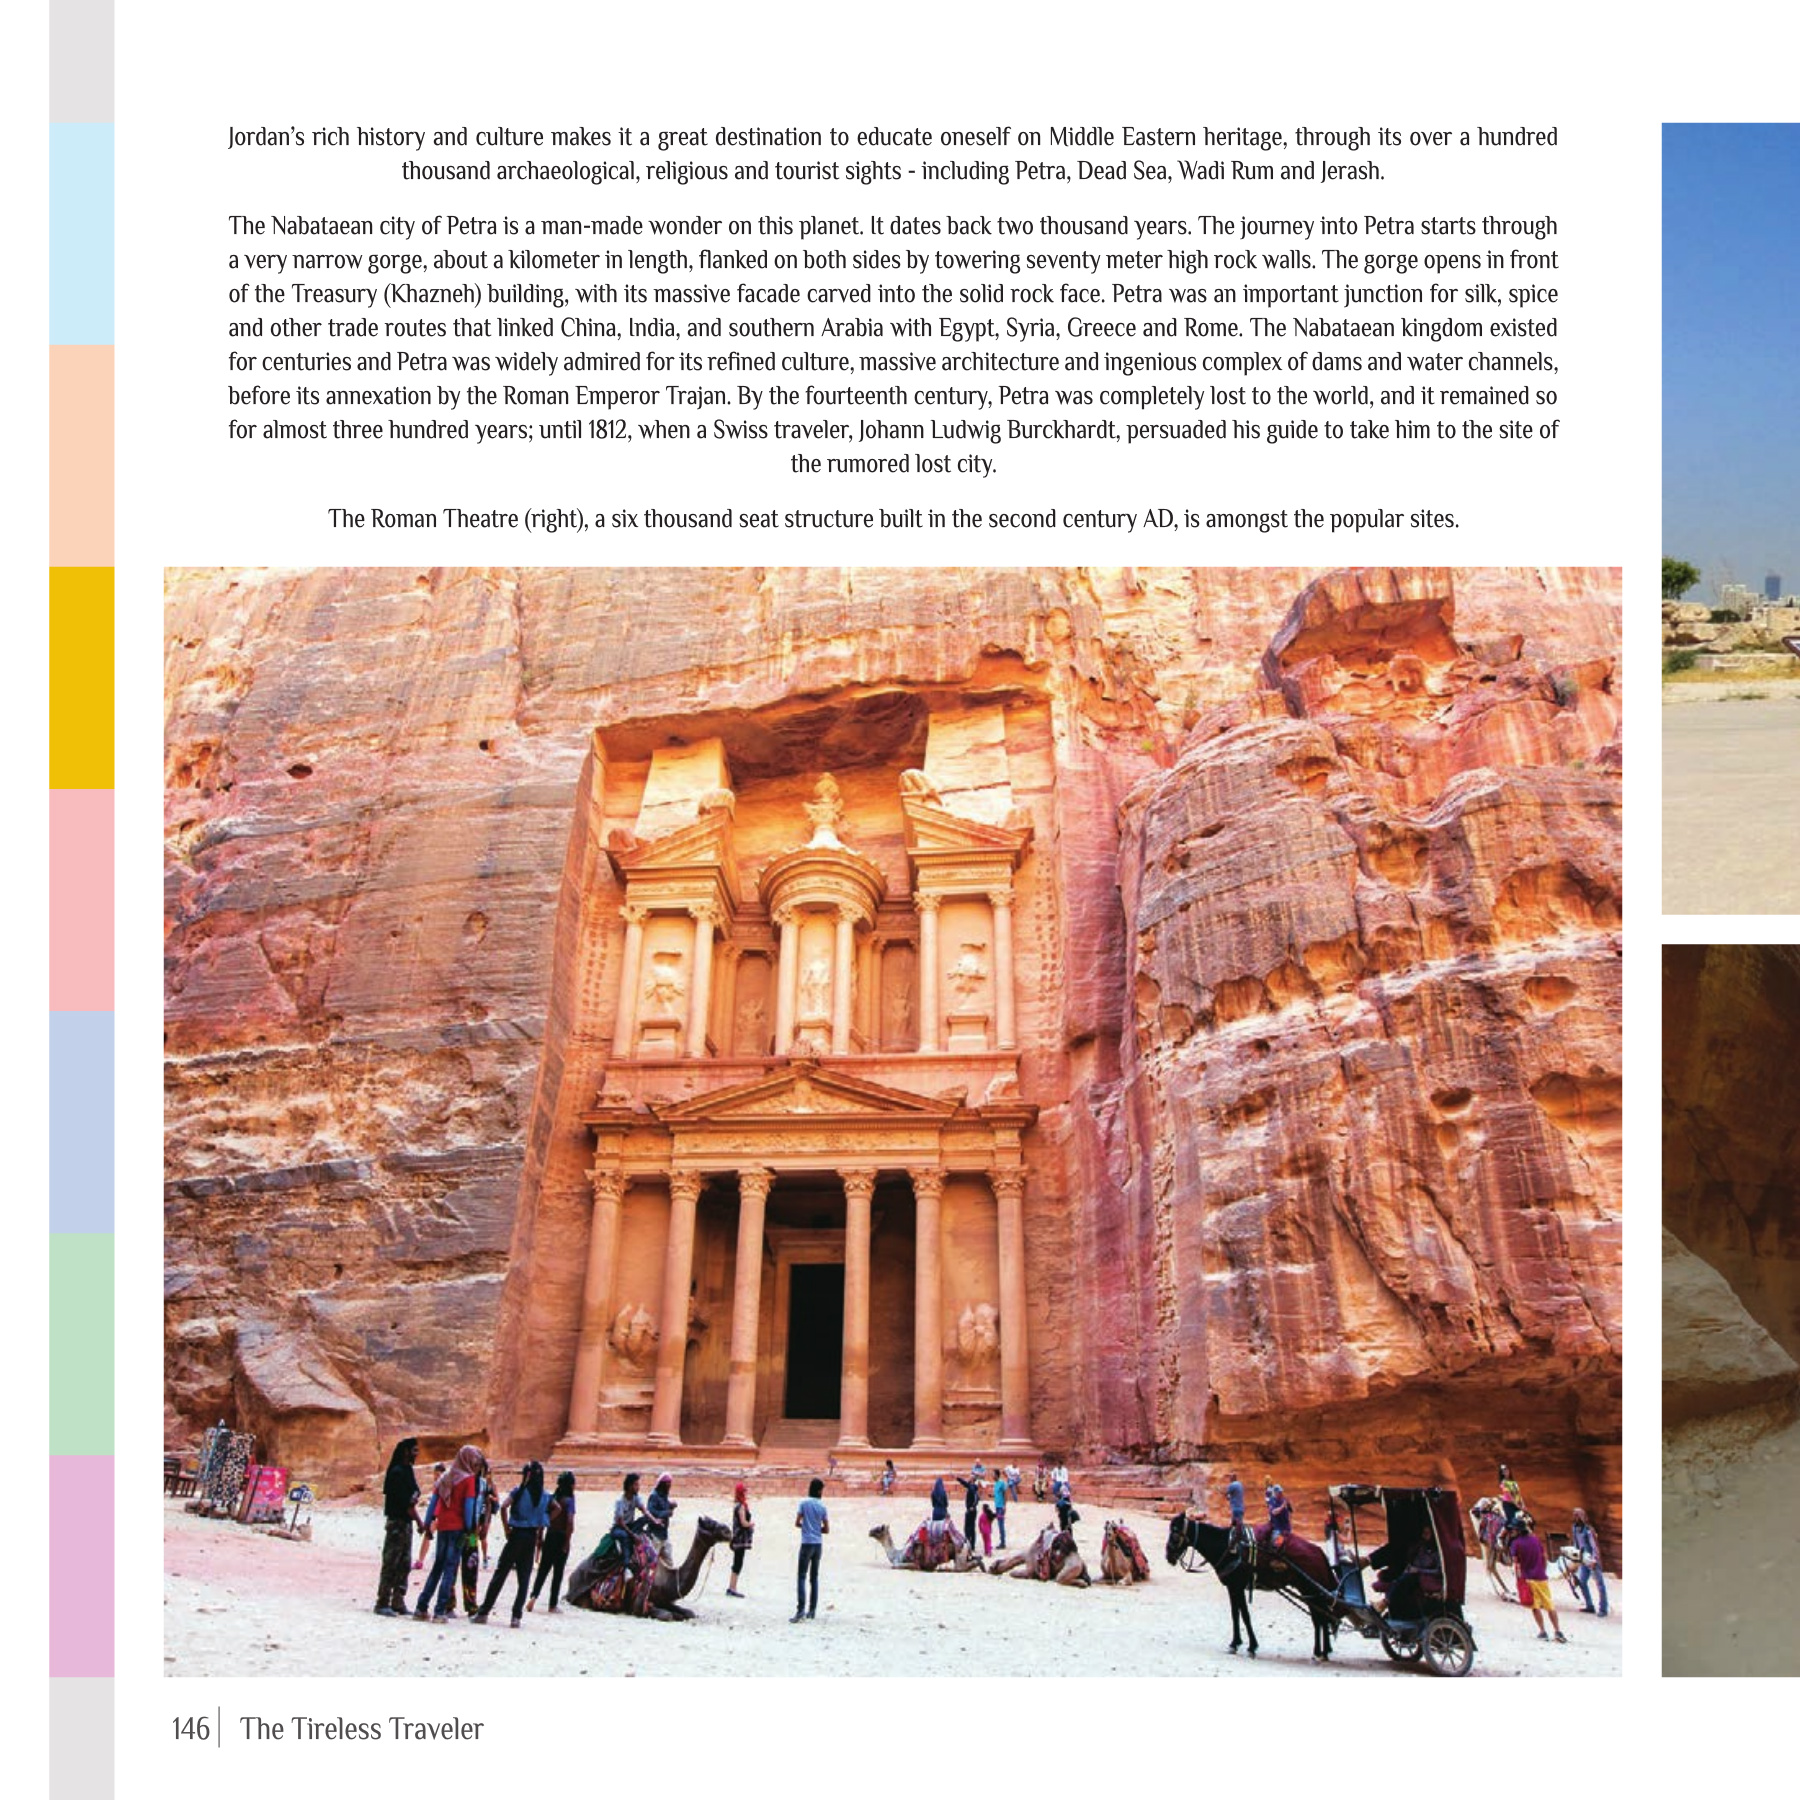 Jordan’s rich history and culture makes it a great destination to educate oneself on Middle Eastern heritage, through its over a hundred
thousand archaeological, religious and tourist sights - including Petra, Dead Sea, Wadi Rum and Jerash.
The Nabataean city of Petra is a man-made wonder on this planet. It dates back two thousand years. The journey into Petra starts through
a very narrow gorge, about a kilometer in length, flanked on both sides by towering seventy meter high rock walls. The gorge opens in front
of the Treasury (Khazneh) building, with its massive facade carved into the solid rock face. Petra was an important junction for silk, spice
and other trade routes that linked China, India, and southern Arabia with Egypt, Syria, Greece and Rome. The Nabataean kingdom existed
for centuries and Petra was widely admired for its refined culture, massive architecture and ingenious complex of dams and water channels,
before its annexation by the Roman Emperor Trajan. By the fourteenth century, Petra was completely lost to the world, and it remained so
for almost three hundred years; until 1812, when a Swiss traveler, Johann Ludwig Burckhardt, persuaded his guide to take him to the site of
the rumored lost city.
The Roman Theatre (right), a six thousand seat structure built in the second century AD, is amongst the popular sites.
146 | The Tireless Traveler